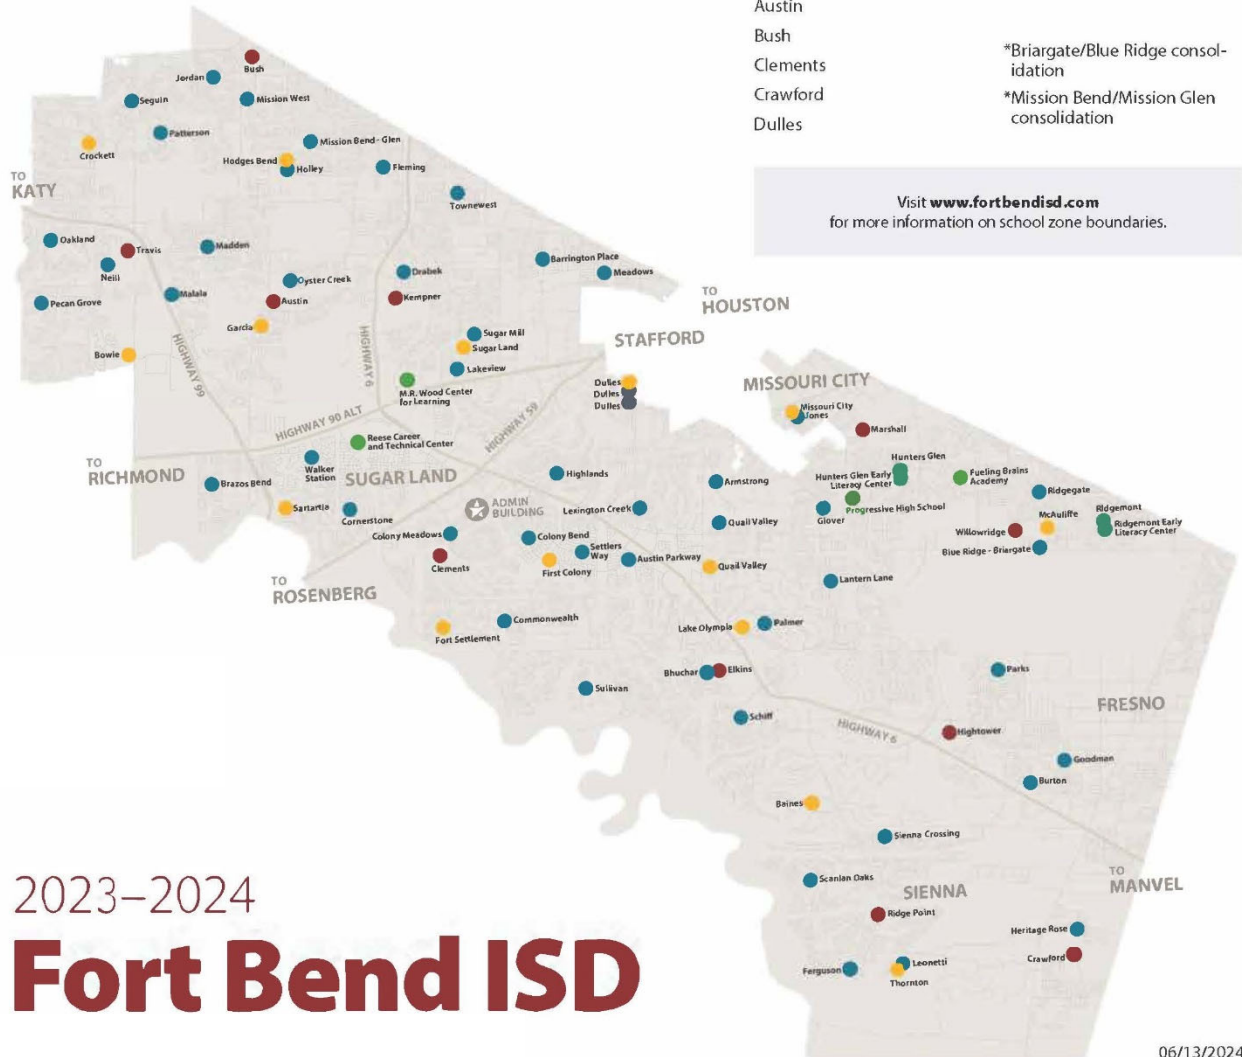 Austin
Bush
Clements
Crawford
Dulles
*Briargate/Blue Ridge consol-
idation
*Mission Bend/Mission Glen
consolidation
Visit www.fortbendisd.com
for more information on school zone boundaries.
Bush
Jordan
Seguin
Mission West
Patterson
Crockett
Mission Bend - Glen
Hodges Bend
Holley
Fleming
TO
KATY
Townewest
Oakland
Travis
Madden
Neill
Barrington Place
Meadows
Oyster Creek
Drabek
Pecan Grove
Malala
Austin
Kempner
TO
HOUSTON
Garcia
Sugar Mill
Sugar Land
STAFFORD
Bowie
HIGHWAY 99
HIGHWAY 6
Lakeview
M.R. Wood Center
for Learning
Dulles
Dulles
Dulles
MISSOURI CITY
Missouri City
Jones
Marshall
HIGHWAY 90 ALT
HIGHWAY 59
Reese Career
and Technical Center
TO
RICHMOND
Walker
Station
SUGAR LAND
Brazos Bend
Highlands
Armstrong
Hunters Glen
Hunters Glen Early
Literacy Center
Fueling Brains
Academy
Ridgegate
Progressive High School
Glover
McAuliffe
Ridgemont
Ridgemont Early
Literacy Center
Willowridge
Blue Ridge - Briargate
Sartartia
Cornerstone
ADMIN
BUILDING
Lexington Creek
Quail Valley
Colony Meadows
Colony Bend
Settlers
Way
Clements
First Colony
Austin Parkway
Quail Valley
Lantern Lane
TO
ROSENBERG
Commonwealth
Fort Settlement
Lake Olympia
Palmer
Bhuchar
Elkins
Sullivan
Parks
Schiff
FRESNO
HIGHWAY 6
Hightower
Goodman
Burton
Baines
Sienna Crossing
Scanlan Oaks
SIENNA
TO
MANVEL
Ridge Point
Heritage Rose
Crawford
Ferguson
Leonetti
Thornton
2023–2024
Fort Bend ISD
06/13/2024